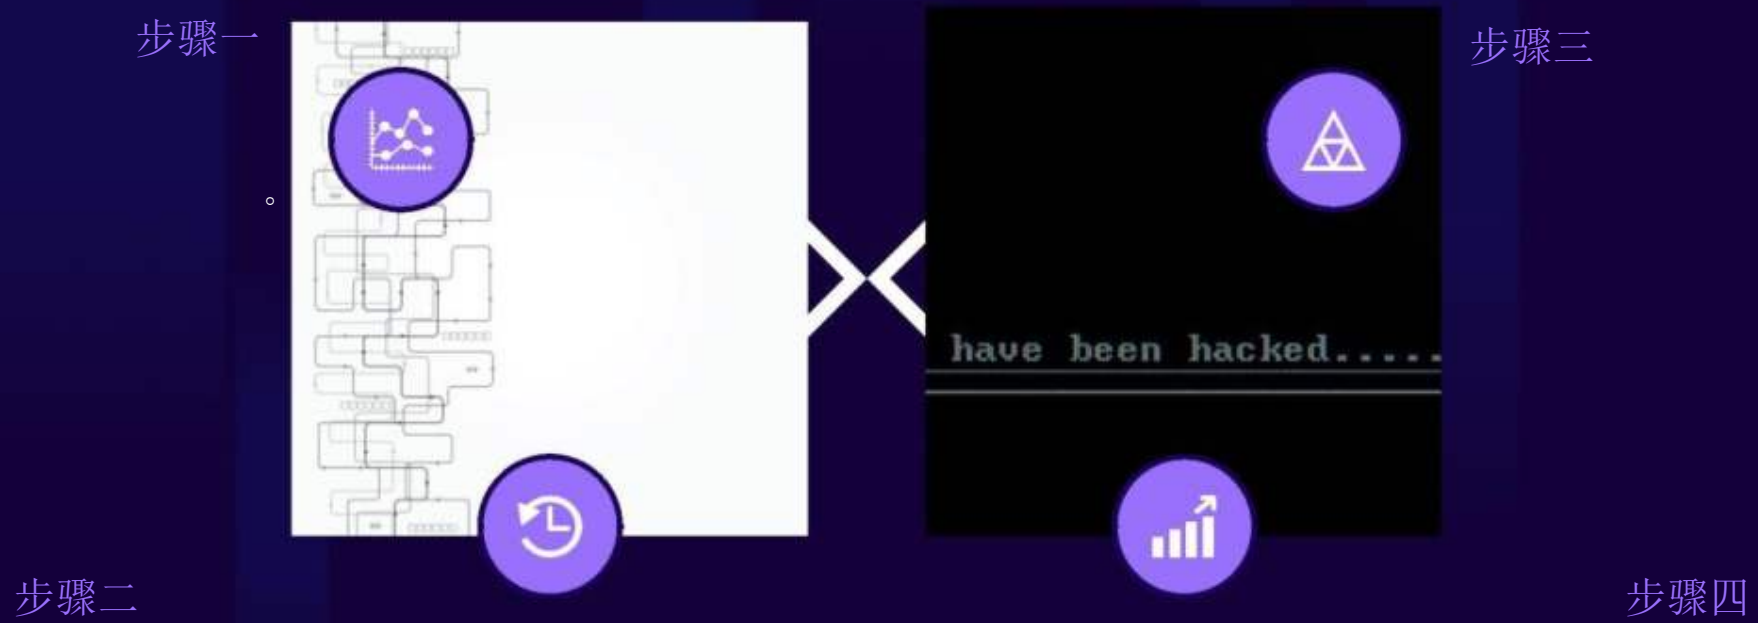 步骤一
步骤三
。
have been hacked.....
步骤二
步骤四